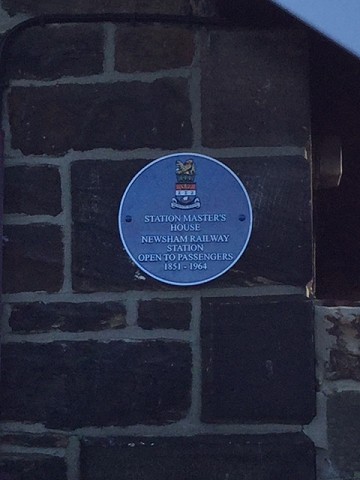 STATION MASTER'S
HOUSE
NEWSHAM RAILWAY
STATION
OPEN TO PASSENGERS
1851 - 1964